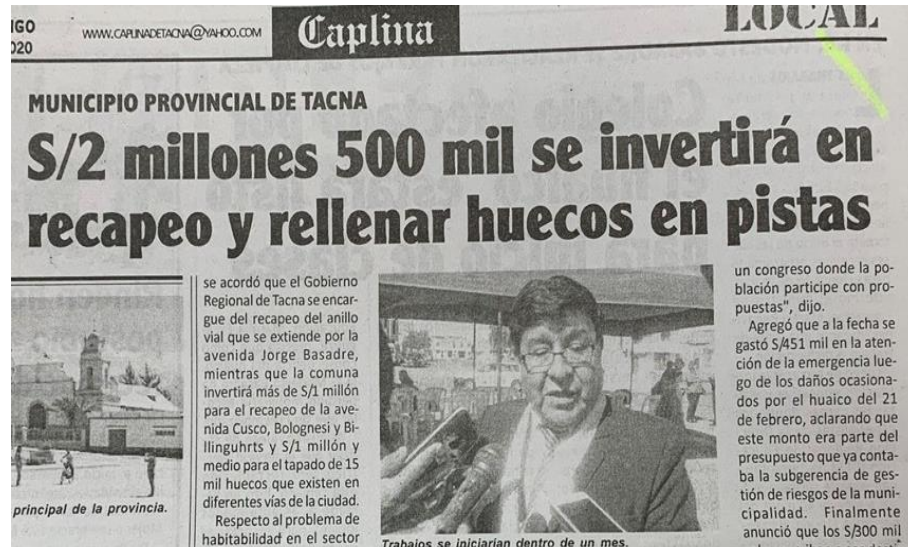 IGO
2020
WWW.CAPLINADETACNA@YAHOO.COM
Caplina
LOCAL
MUNICIPIO PROVINCIAL DE TACNA
S/2 millones 500 mil se invertirá en
recapeo y rellenar huecos en pistas
principal de la provincia.
se acordó que el Gobierno
Regional de Tacna se encar-
gue del recapeo del anillo
vial que se extiende por la
avenida Jorge Basadre,
mientras que la comuna
invertirá más de S/1 millón
para el recapeo de la ave-
nida Cusco, Bolognesi y Bi-
llinguhrts y S/1 millón y
medio para el tapado de 15
mil huecos que existen en
diferentes vías de la ciudad.
Respecto al problema de
habitabilidad en el sector
Trabajos se iniciarían dentro de un mes.
un congreso donde la po-
blación participe con pro-
puestas", dijo.
Agregó que a la fecha se
gastó S/451 mil en la aten-
ción de la emergencia lue-
go de los daños ocasiona-
dos por el huaico del 21
de febrero, aclarando que
este monto era parte del
presupuesto que ya conta-
ba la subgerencia de ges-
tión de riesgos de la muni-
cipalidad. Finalmente
anunció que los S/300 mil